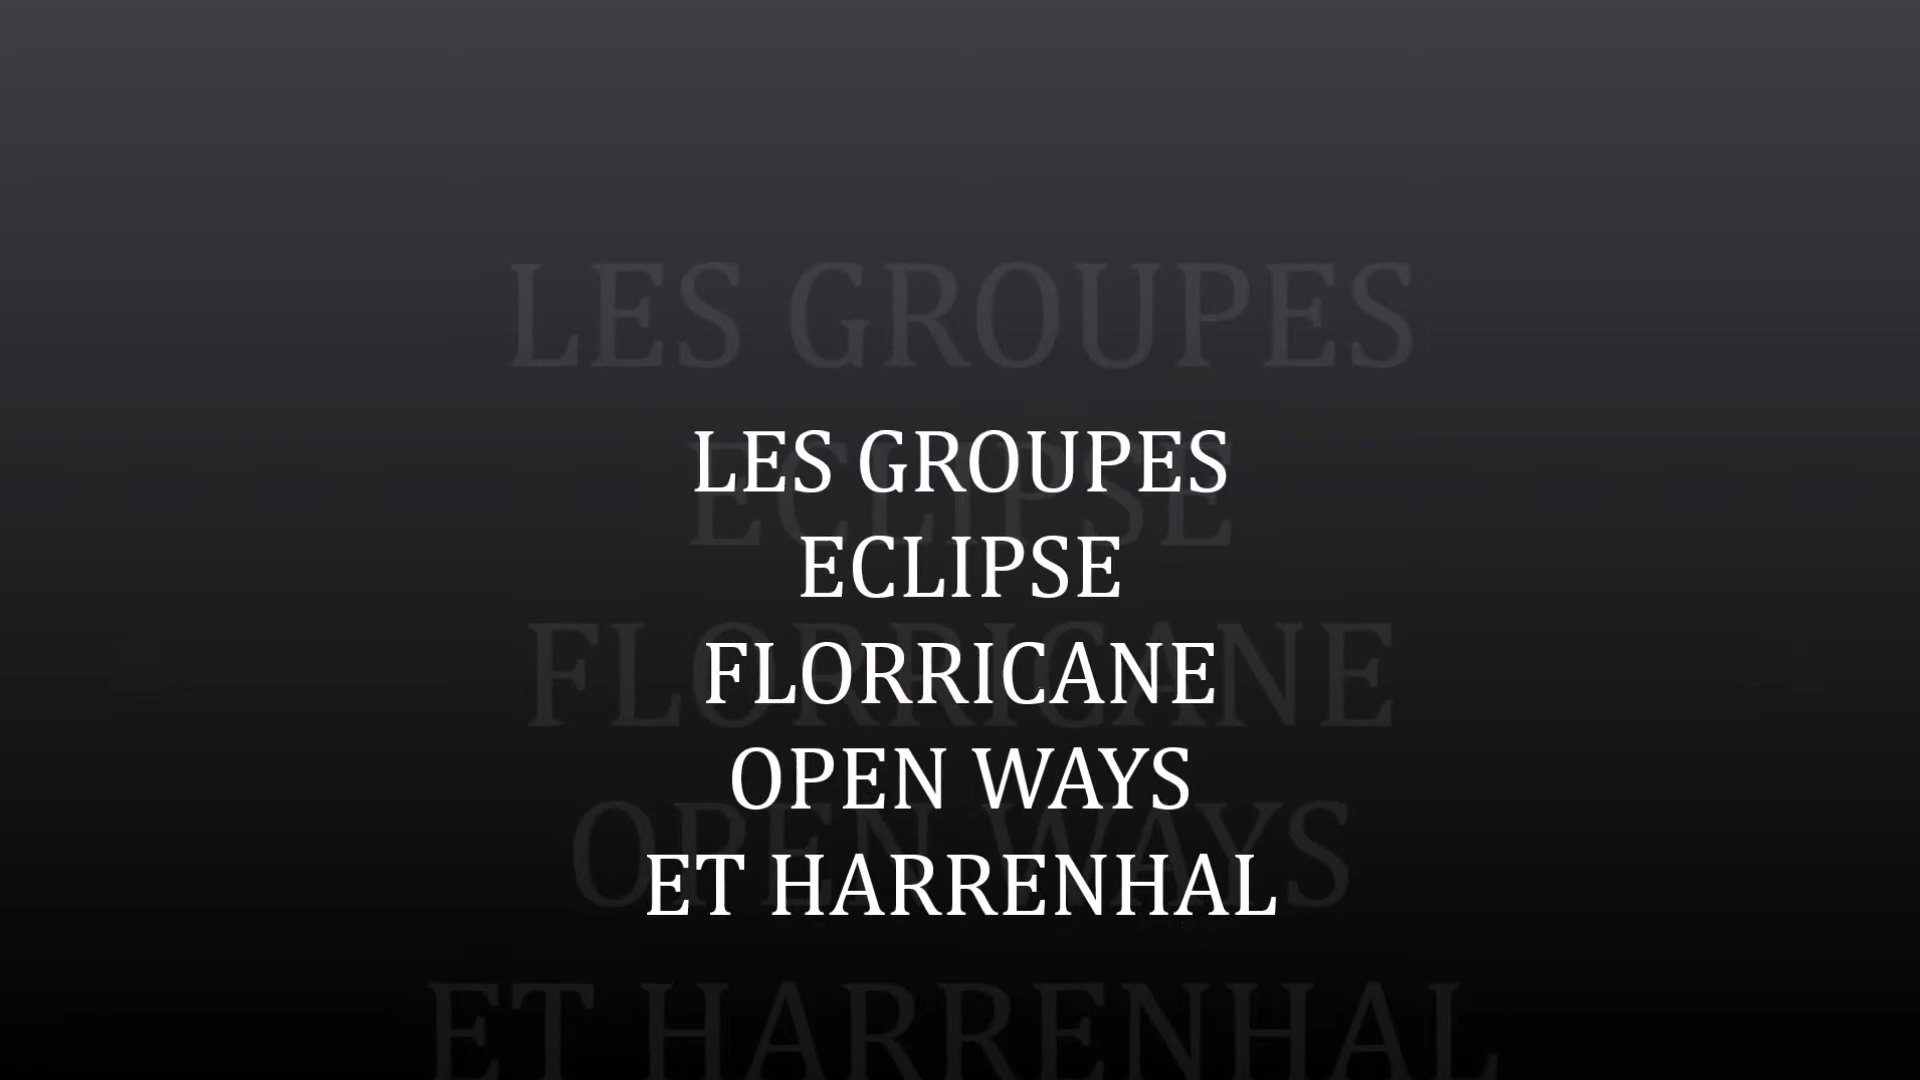 LES GROUPES
ECLIPSE
FLORRICANE
OPEN WAYS
ET HARRENHAL